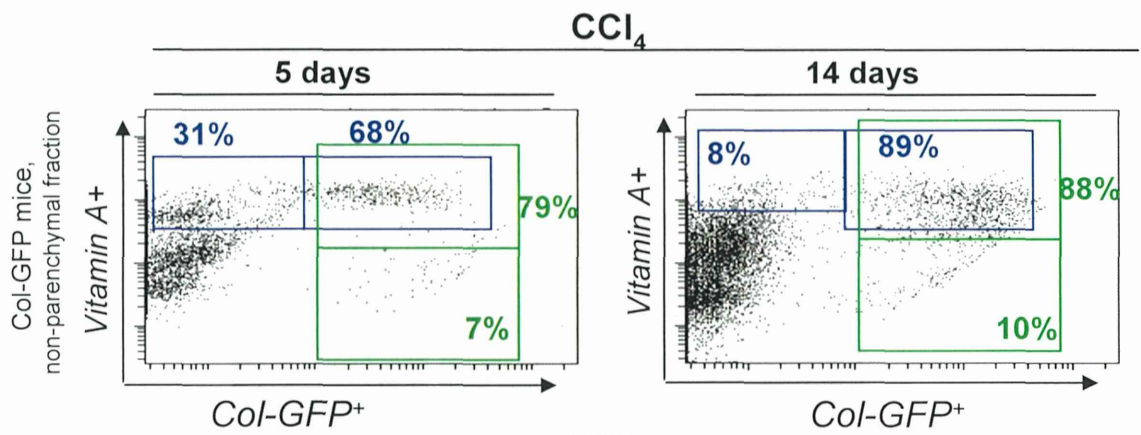 CCl4
5 days
14 days
Col-GFP mice,
non-parenchymal fraction
Vitamin A+
31%
68%
79%
7%
Col-GFP+
Vitamin A+
8%
89%
88%
10%
Col-GFP+